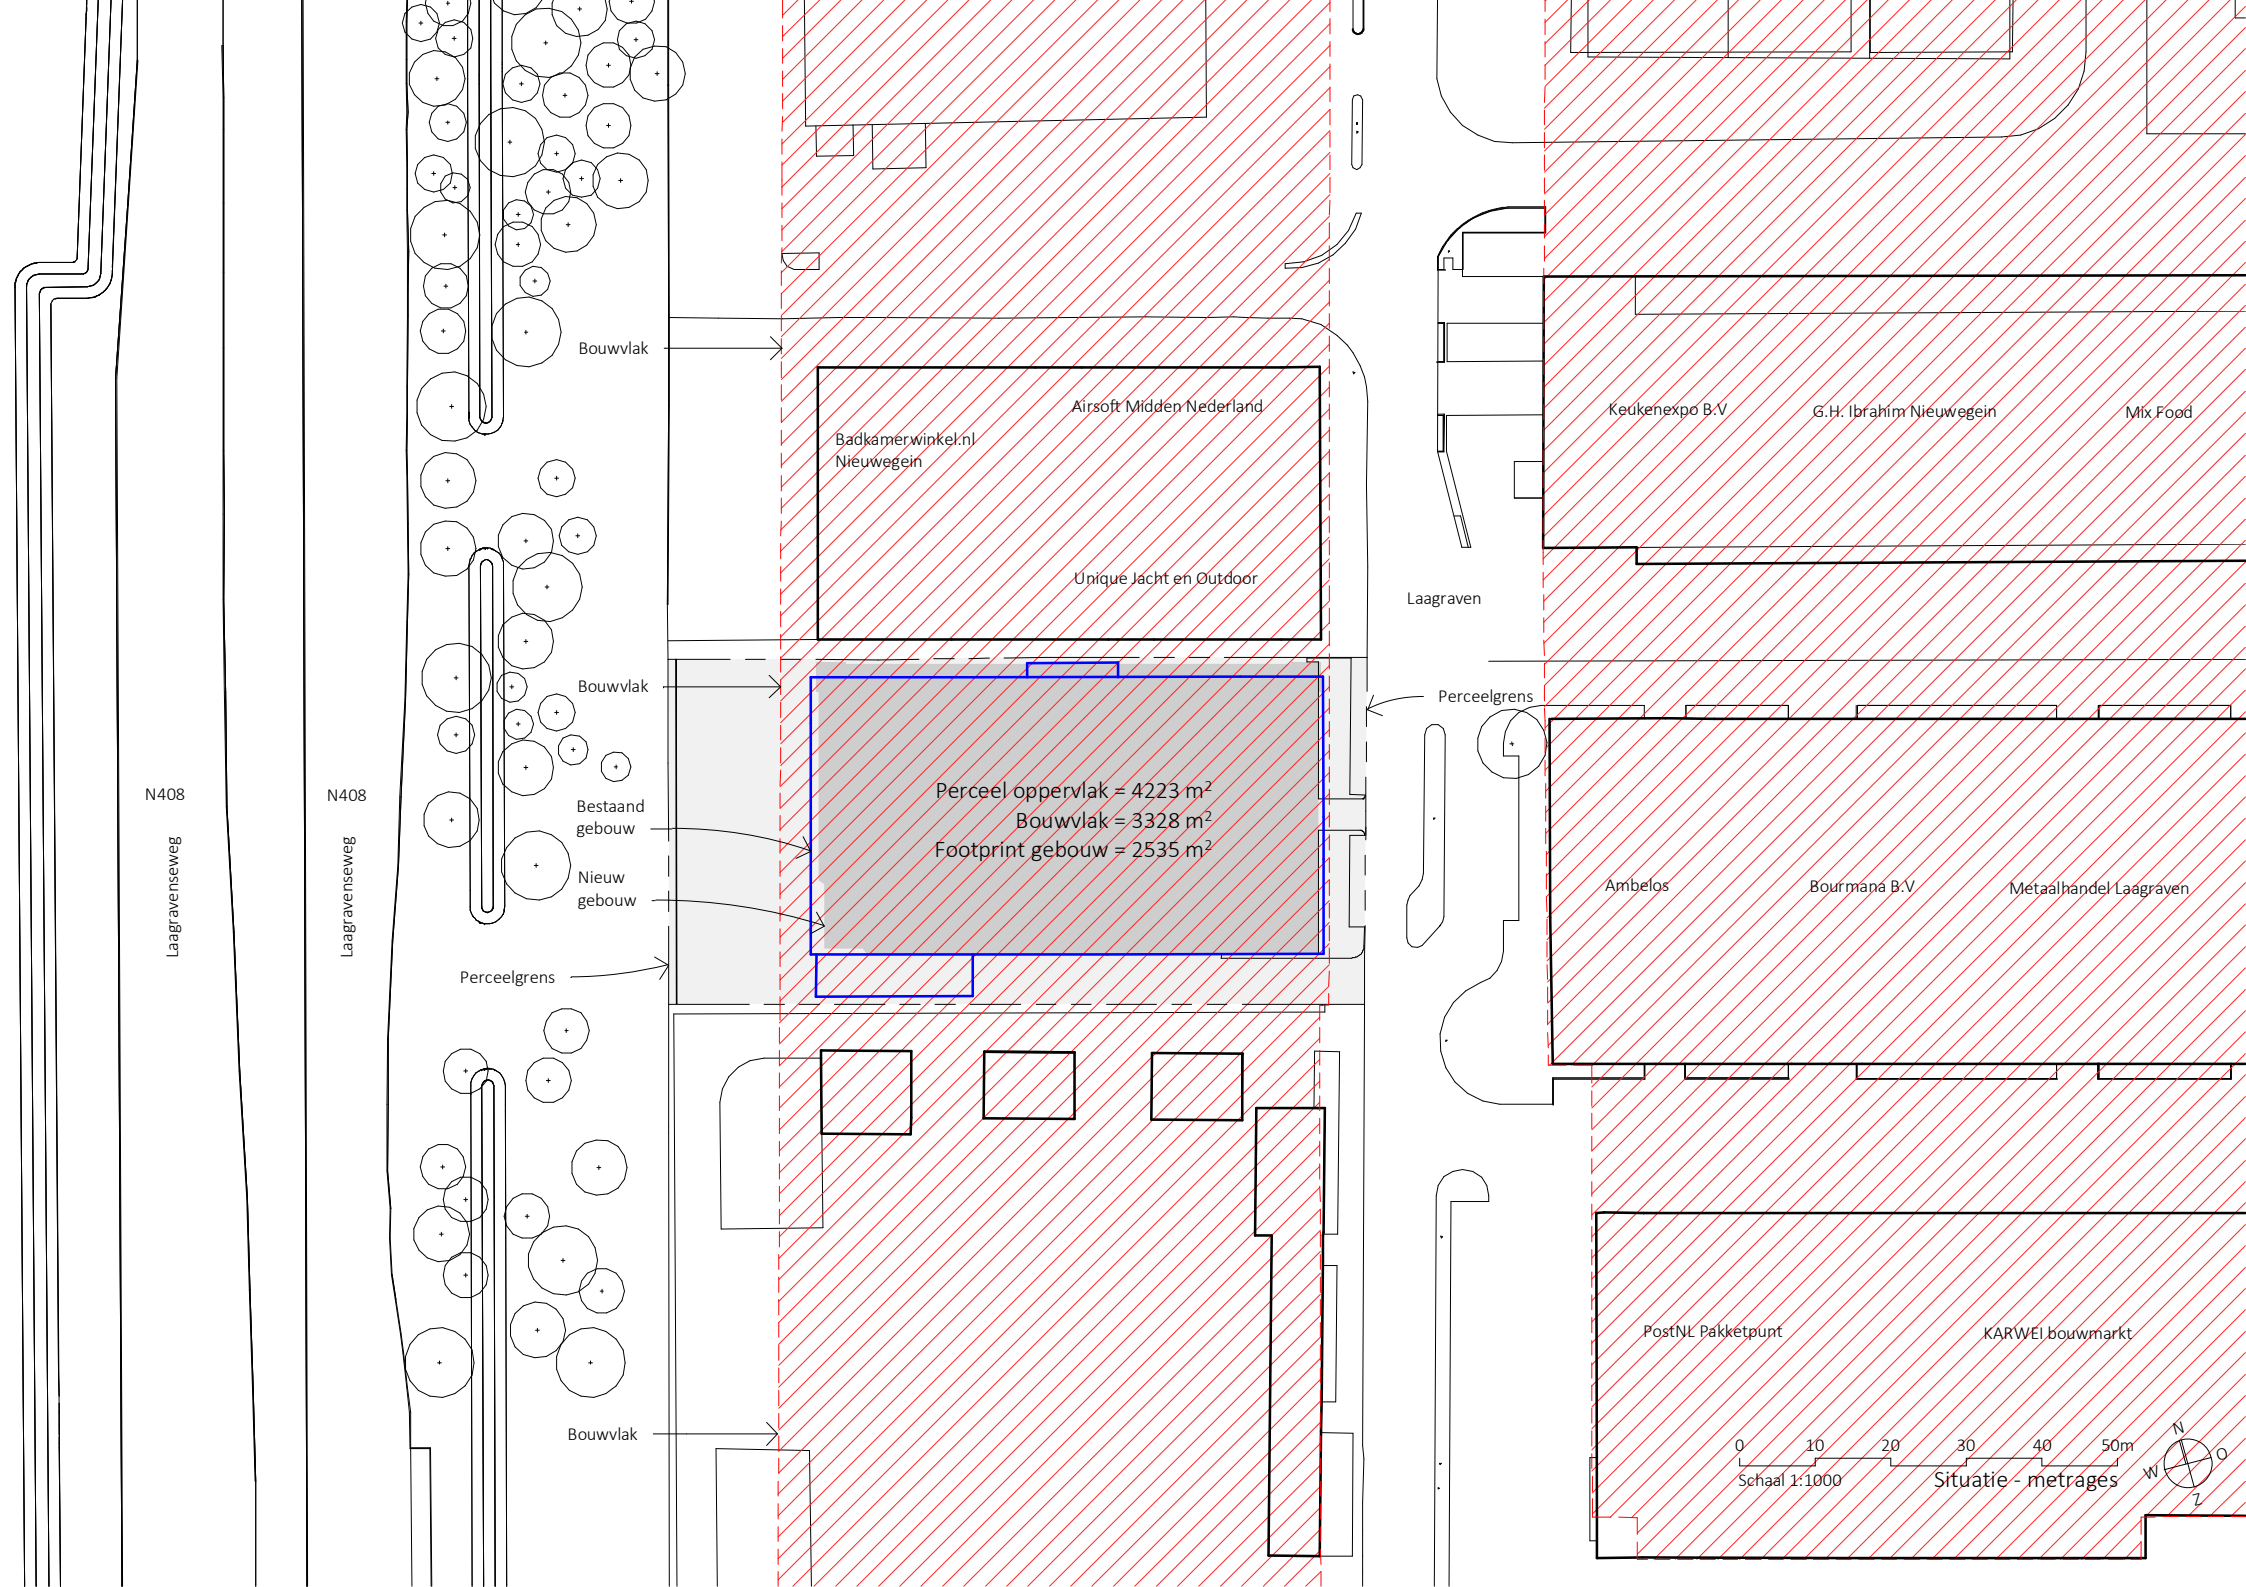 Bouwvlak
Airsoft Midden Nederland
Badkamerwinkel.nl
Nieuwegein
Keukenexpo B.V
G.H. Ibrahim Nieuwegein
Mix Food
Unique Jacht en Outdoor
Laagraven
Bouwvlak
Perceelgrens
N408
Laagravenseweg
N408
Laagravenseweg
Bestaand
gebouw
Nieuw
gebouw
Perceel oppervlak = 4223 m²
Bouwvlak = 3328 m²
Footprint gebouw = 2535 m²
Ambelos
Bourmana B.V
Metaalhandel Laagraven
Perceelgrens
PostNL Pakketpunt
KARWEI bouwmarkt
Bouwvlak
0 10 20 30 40 50m
Schaal 1:1000
Situatie - metrages
N
O
W
Z